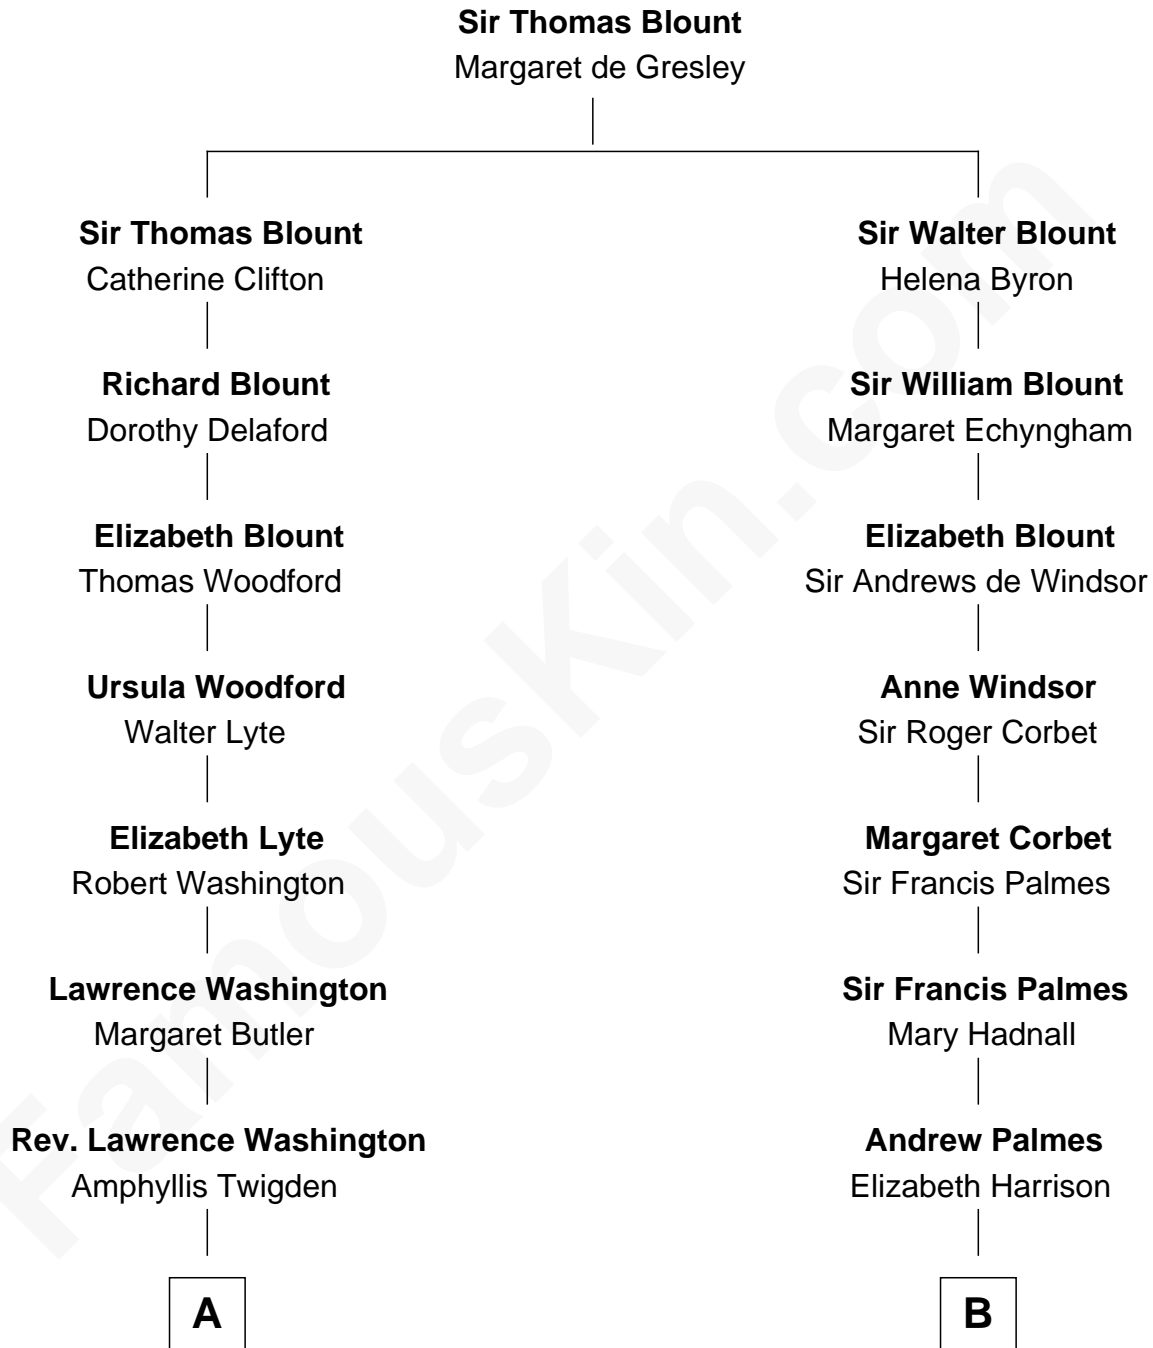 Sir Thomas Blount
Margaret de Gresley
Sir Thomas Blount
Catherine Clifton
Richard Blount
Dorothy Delaford
Elizabeth Blount
Thomas Woodford
Ursula Woodford
Walter Lyte
Elizabeth Lyte
Robert Washington
Lawrence Washington
Margaret Butler
Rev. Lawrence Washington
Amphyllis Twigden
A
Sir Walter Blount
Helena Byron
Sir William Blount
Margaret Echyngham
Elizabeth Blount
Sir Andrews de Windsor
Anne Windsor
Sir Roger Corbet
Margaret Corbet
Sir Francis Palmes
Sir Francis Palmes
Mary Hadnall
Andrew Palmes
Elizabeth Harrison
B
FamousKin.com